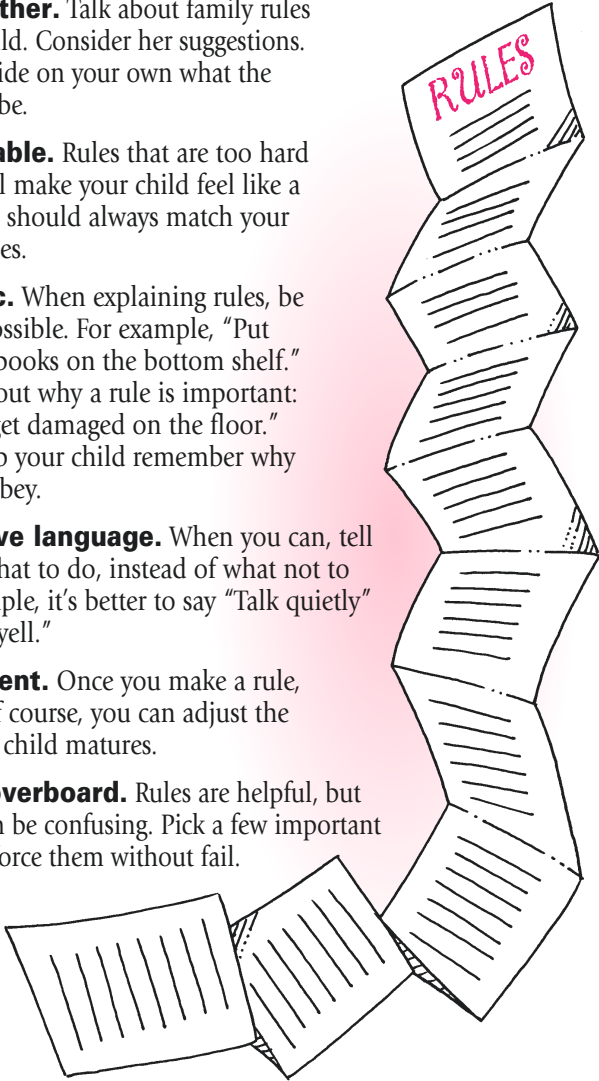 ther. Talk about family rules
ld. Consider her suggestions.
ide on your own what the
be.
able. Rules that are too hard
l make your child feel like a
should always match your
es.
c. When explaining rules, be
ossible. For example, “Put
books on the bottom shelf.”
out why a rule is important:
get damaged on the floor.”
p your child remember why
bey.
ve language. When you can, tell
hat to do, instead of what not to
ple, it’s better to say “Talk quietly”
yell.”
ent. Once you make a rule,
f course, you can adjust the
child matures.
overboard. Rules are helpful, but
n be confusing. Pick a few important
force them without fail.
RULES